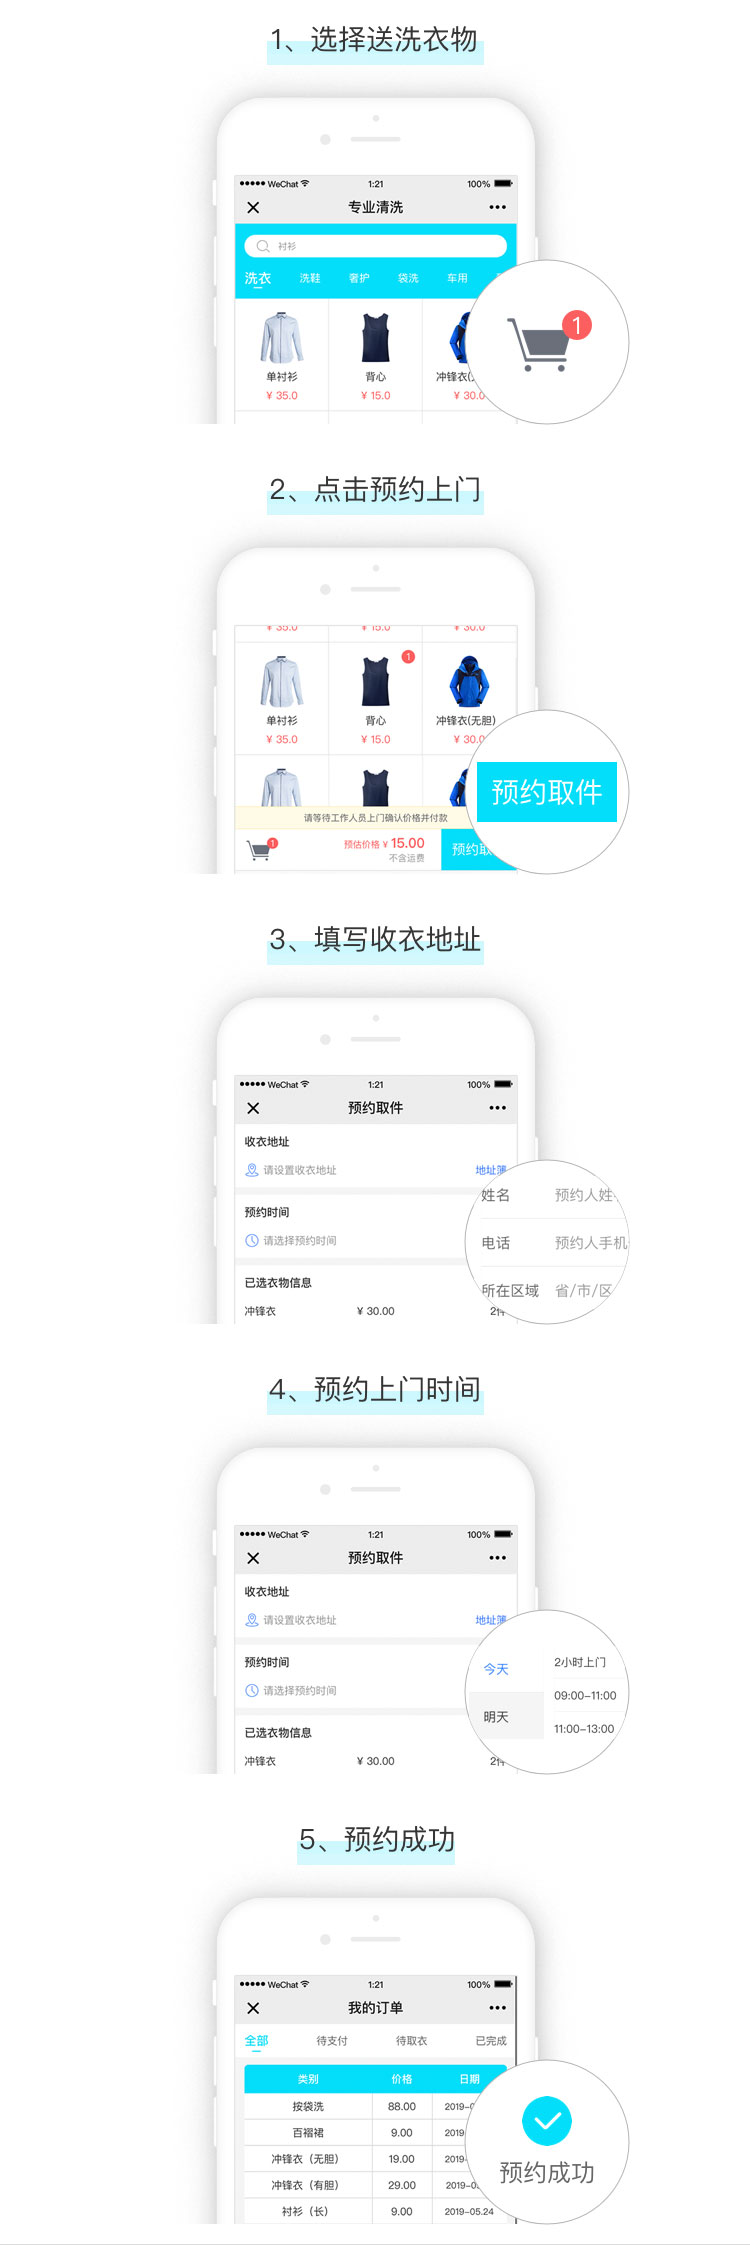 1、选择送洗衣物
WeChat 1:21 100%
专业清洗
衬衫
洗衣 洗鞋 奢护 袋洗 车用
1
单衬衫 背心 冲锋衣(
¥ 35.0 ¥ 15.0 ¥ 30.0
2、点击预约上门
¥ 35.0 ¥ 15.0 ¥ 30.0
1
单衬衫 背心 冲锋衣(无胆)
¥ 35.0 ¥ 15.0 ¥ 30.0
预约取件
请等待工作人员上门确认价格并付款
1 预估价格 ¥ 15.00 预约取
不含运费
3、填写收衣地址
WeChat 1:21 100%
预约取件
收衣地址
请设置收衣地址 地址簿
姓名 预约人姓
预约时间
请选择预约时间
电话 预约人手机
已选衣物信息
所在区域 省/市/区
冲锋衣 ¥ 30.00 2件
4、预约上门时间
WeChat 1:21 100%
预约取件
收衣地址
请设置收衣地址 地址簿
预约时间
今天 2小时上门
请选择预约时间
09:00-11:00
明天
11:00-13:00
已选衣物信息
冲锋衣 ¥ 30.00 2件
5、预约成功
WeChat 1:21 100%
我的订单
全部 待支付 待取衣 已完成
类别 价格 日期
按袋洗 88.00 2019-0
百褶裙 9.00 2019
冲锋衣（无胆） 19.00 2019
预约成功
冲锋衣（有胆） 29.00 2019-05
衬衫（长） 9.00 2019-05.24